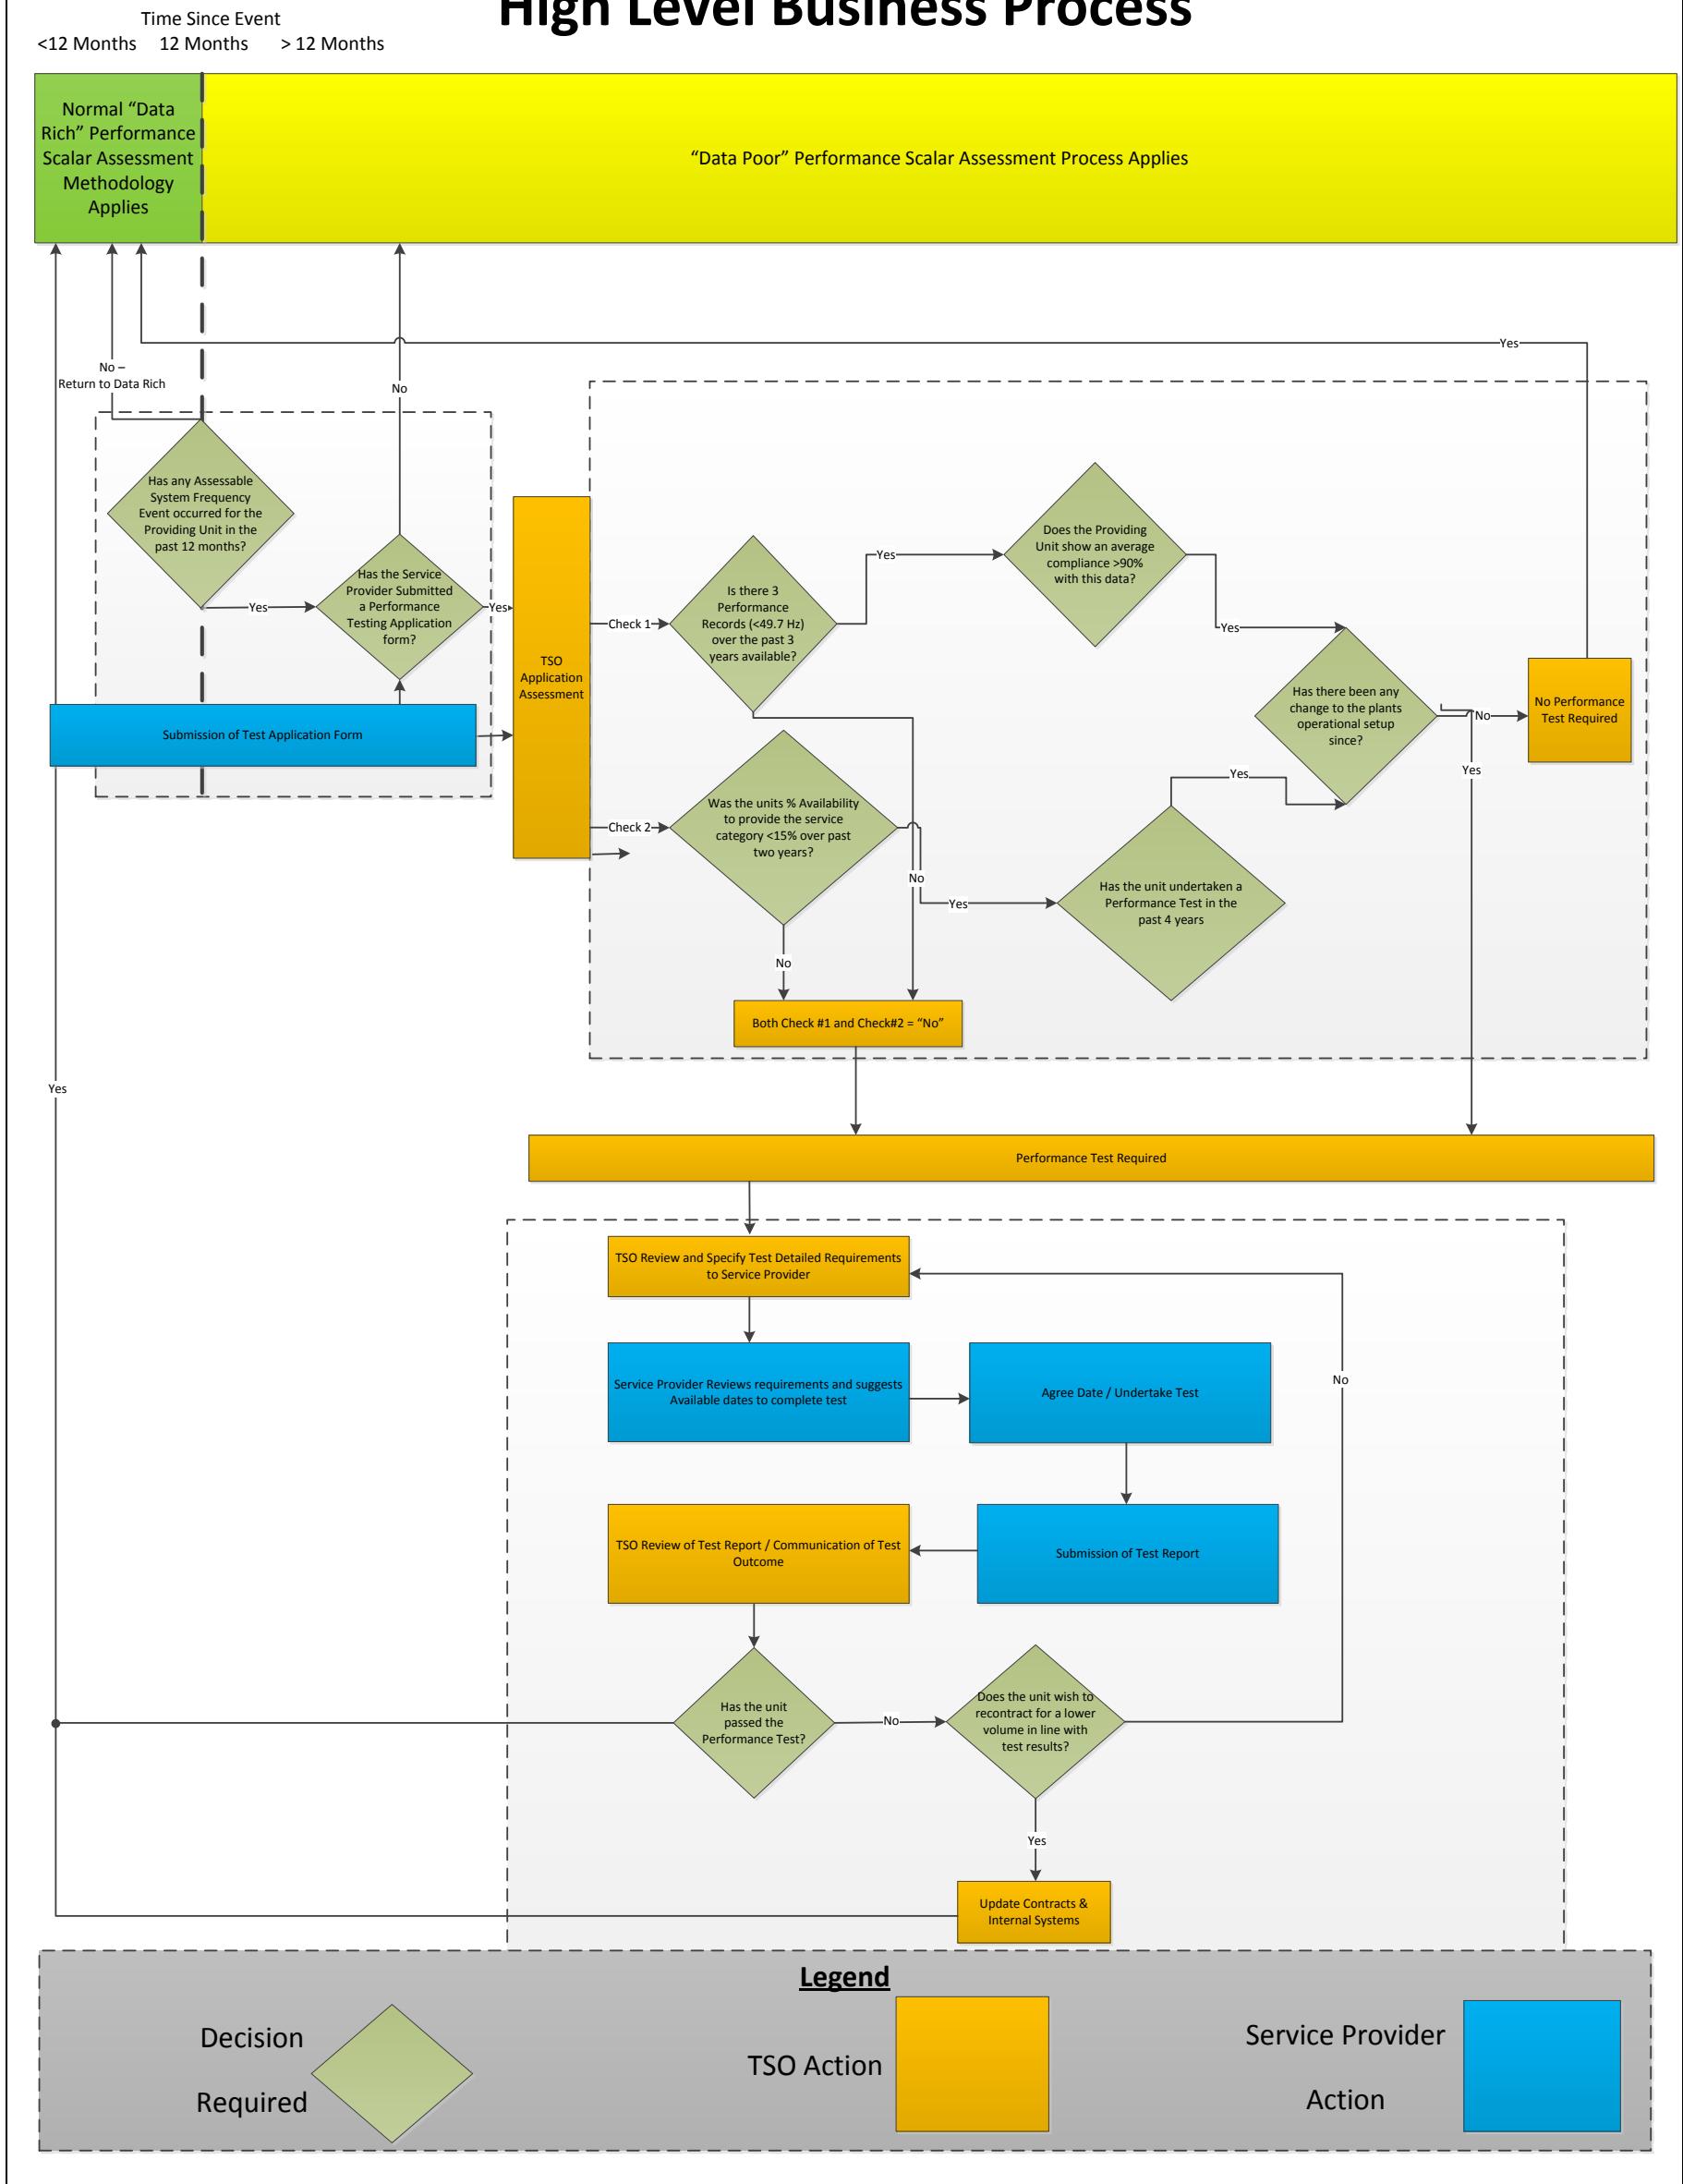 High Level Business Process
Time Since Event
<12 Months 12 Months > 12 Months
Normal “Data
Rich” Performance
Scalar Assessment
Methodology
Applies
“Data Poor” Performance Scalar Assessment Process Applies
Yes
No –
Return to Data Rich
No
Has any Assessable
System Frequency
Event occurred for the
Providing Unit in the
past 12 months?
Yes
Has the Service
Provider Submitted
a Performance
Testing Application
form?
Yes
Submission of Test Application Form
TSO
Application
Assessment
Check 1
Is there 3
Performance
Records (<49.7 Hz)
over the past 3
years available?
Yes
Does the Providing
Unit show an average
compliance >90%
with this data?
Yes
Has there been any
change to the plants
operational setup
since?
No
No Performance
Test Required
Yes
Check 2
Was the units % Availability
to provide the service
category <15% over past
two years?
No
Yes
Has the unit undertaken a
Performance Test in the
past 4 years
Yes
No
Both Check #1 and Check#2 = “No”
Yes
Performance Test Required
TSO Review and Specify Test Detailed Requirements
to Service Provider
Service Provider Reviews requirements and suggests
Available dates to complete test
Agree Date / Undertake Test
No
TSO Review of Test Report / Communication of Test
Outcome
Submission of Test Report
Has the unit
passed the
Performance Test?
No
Does the unit wish to
recontract for a lower
volume in line with
test results?
Yes
Update Contracts &
Internal Systems
Legend
Decision
Required
TSO Action
Service Provider
Action